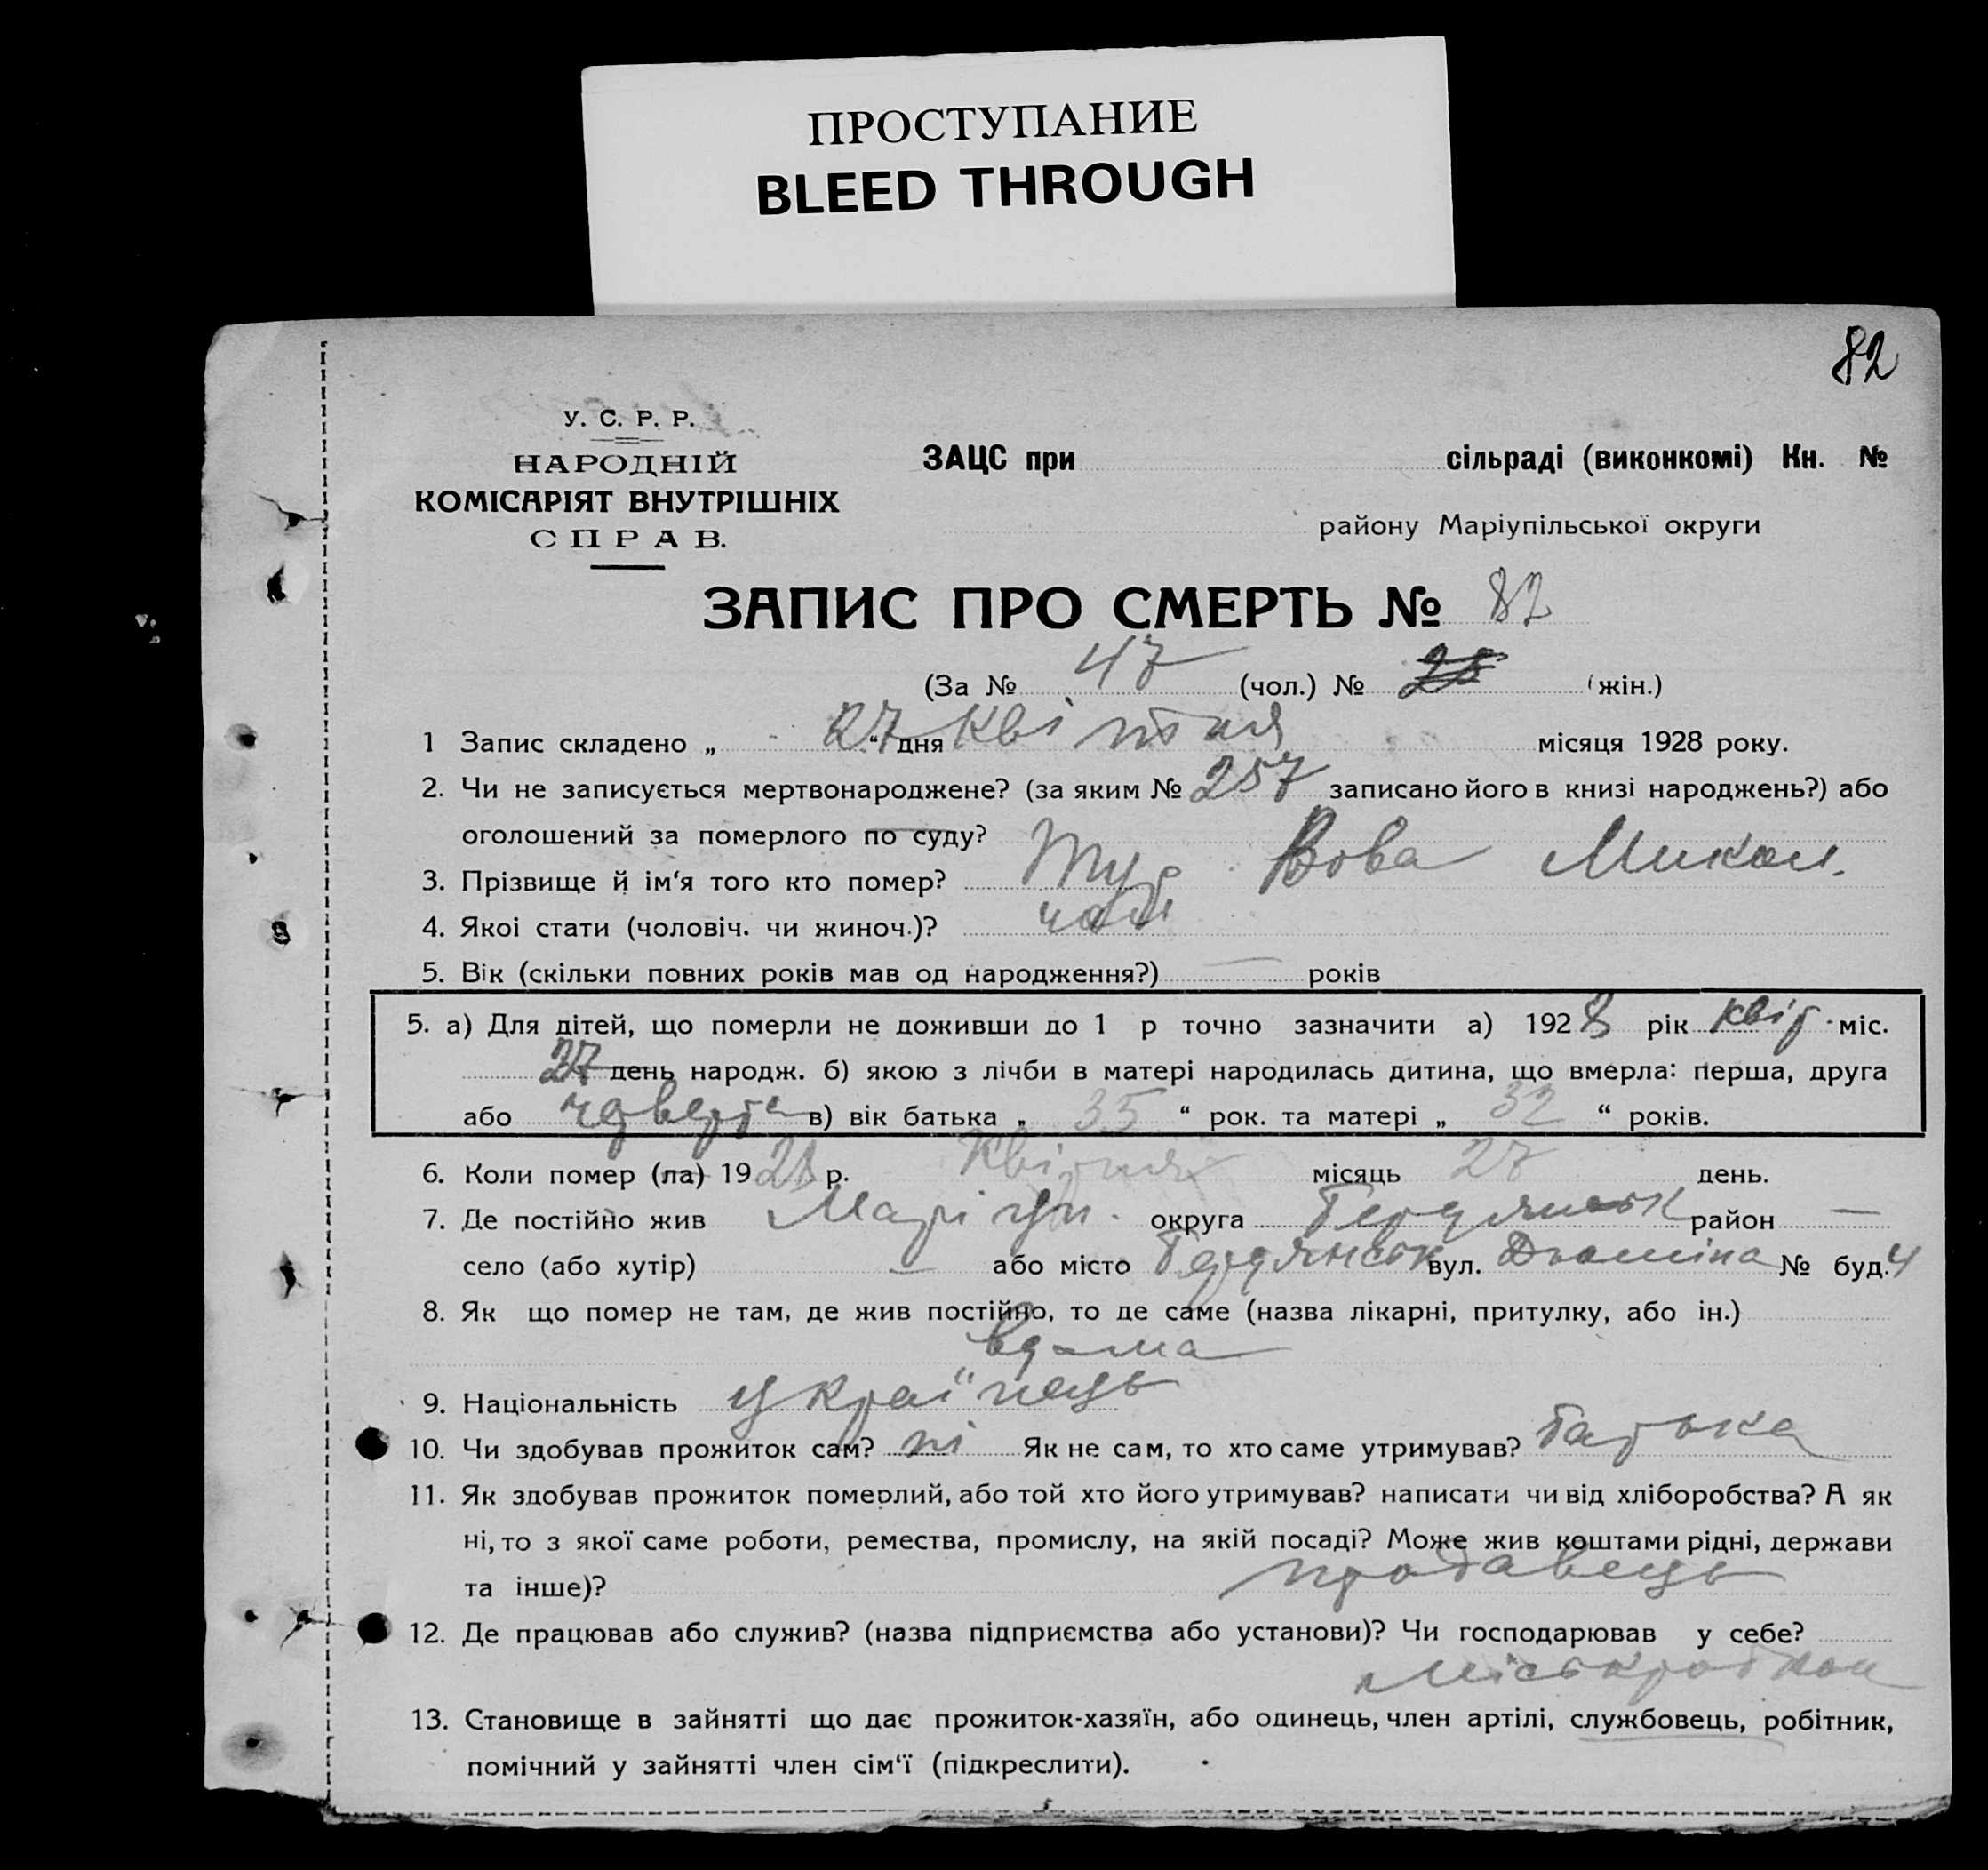 ПРОСТУПАНИЕ
BLEED THROUGH
82
У. С. Р. Р.
НАРОДНІЙ
КОМІСАРІЯТ ВНУТРІШНІХ
СПРАВ.
ЗАЦС при сільраді (виконкомі) Кн. №
району Маріупільської округи
ЗАПИС ПРО СМЕРТЬ № 82
(За № 47 (чол.) № 28 (жін.)
1 Запис складено „ 27 “ дня квітня місяця 1928 року.
2. Чи не записується мертвонароджене? (за яким № 257 записано його в книзі народжень?) або
оголошений за померлого по суду?
3. Прізвище й ім‘я того кто помер? Вова Микол.
4. Якоі стати (чоловіч. чи жиноч.)? чол
5. Вік (скільки повних років мав од народження?) — років
5. а) Для дітей, що померли не доживши до 1 р точно зазначити а) 1928 рік квіт. міс.
27 день народж. б) якою з лічби в матері народилась дитина, що вмерла: перша, друга
або четверта в) вік батька „ 35 “ рок. та матері „ 32 “ років.
6. Коли помер (ла) 1928 р. Квітня місяць 27 день.
7. Де постійно жив Маріуп. округа Бердянськ район —
село (або хутір) — або місто Бердянськ вул. № буд. 4
8. Як що помер не там, де жив постійно, то де саме (назва лікарні, притулку, або ін.)
вдома
9. Національність українець
10. Чи здобував прожиток сам? ні Як не сам, то хто саме утримував? батька
11. Як здобував прожиток померлий, або той хто його утримував? написати чи від хліборобства? А як
ні, то з якої саме роботи, ремества, промислу, на якій посаді? Може жив коштами рідні, держави
та інше)? продавець
12. Де працював або служив? (назва підприємства або установи)? Чи господарював у себе?
Міськробкоп
13. Становище в зайнятті що дає прожиток-хазяїн, або одинець, член артілі, службовець, робітник,
помічний у зайнятті член сім‘ї (підкреслити).